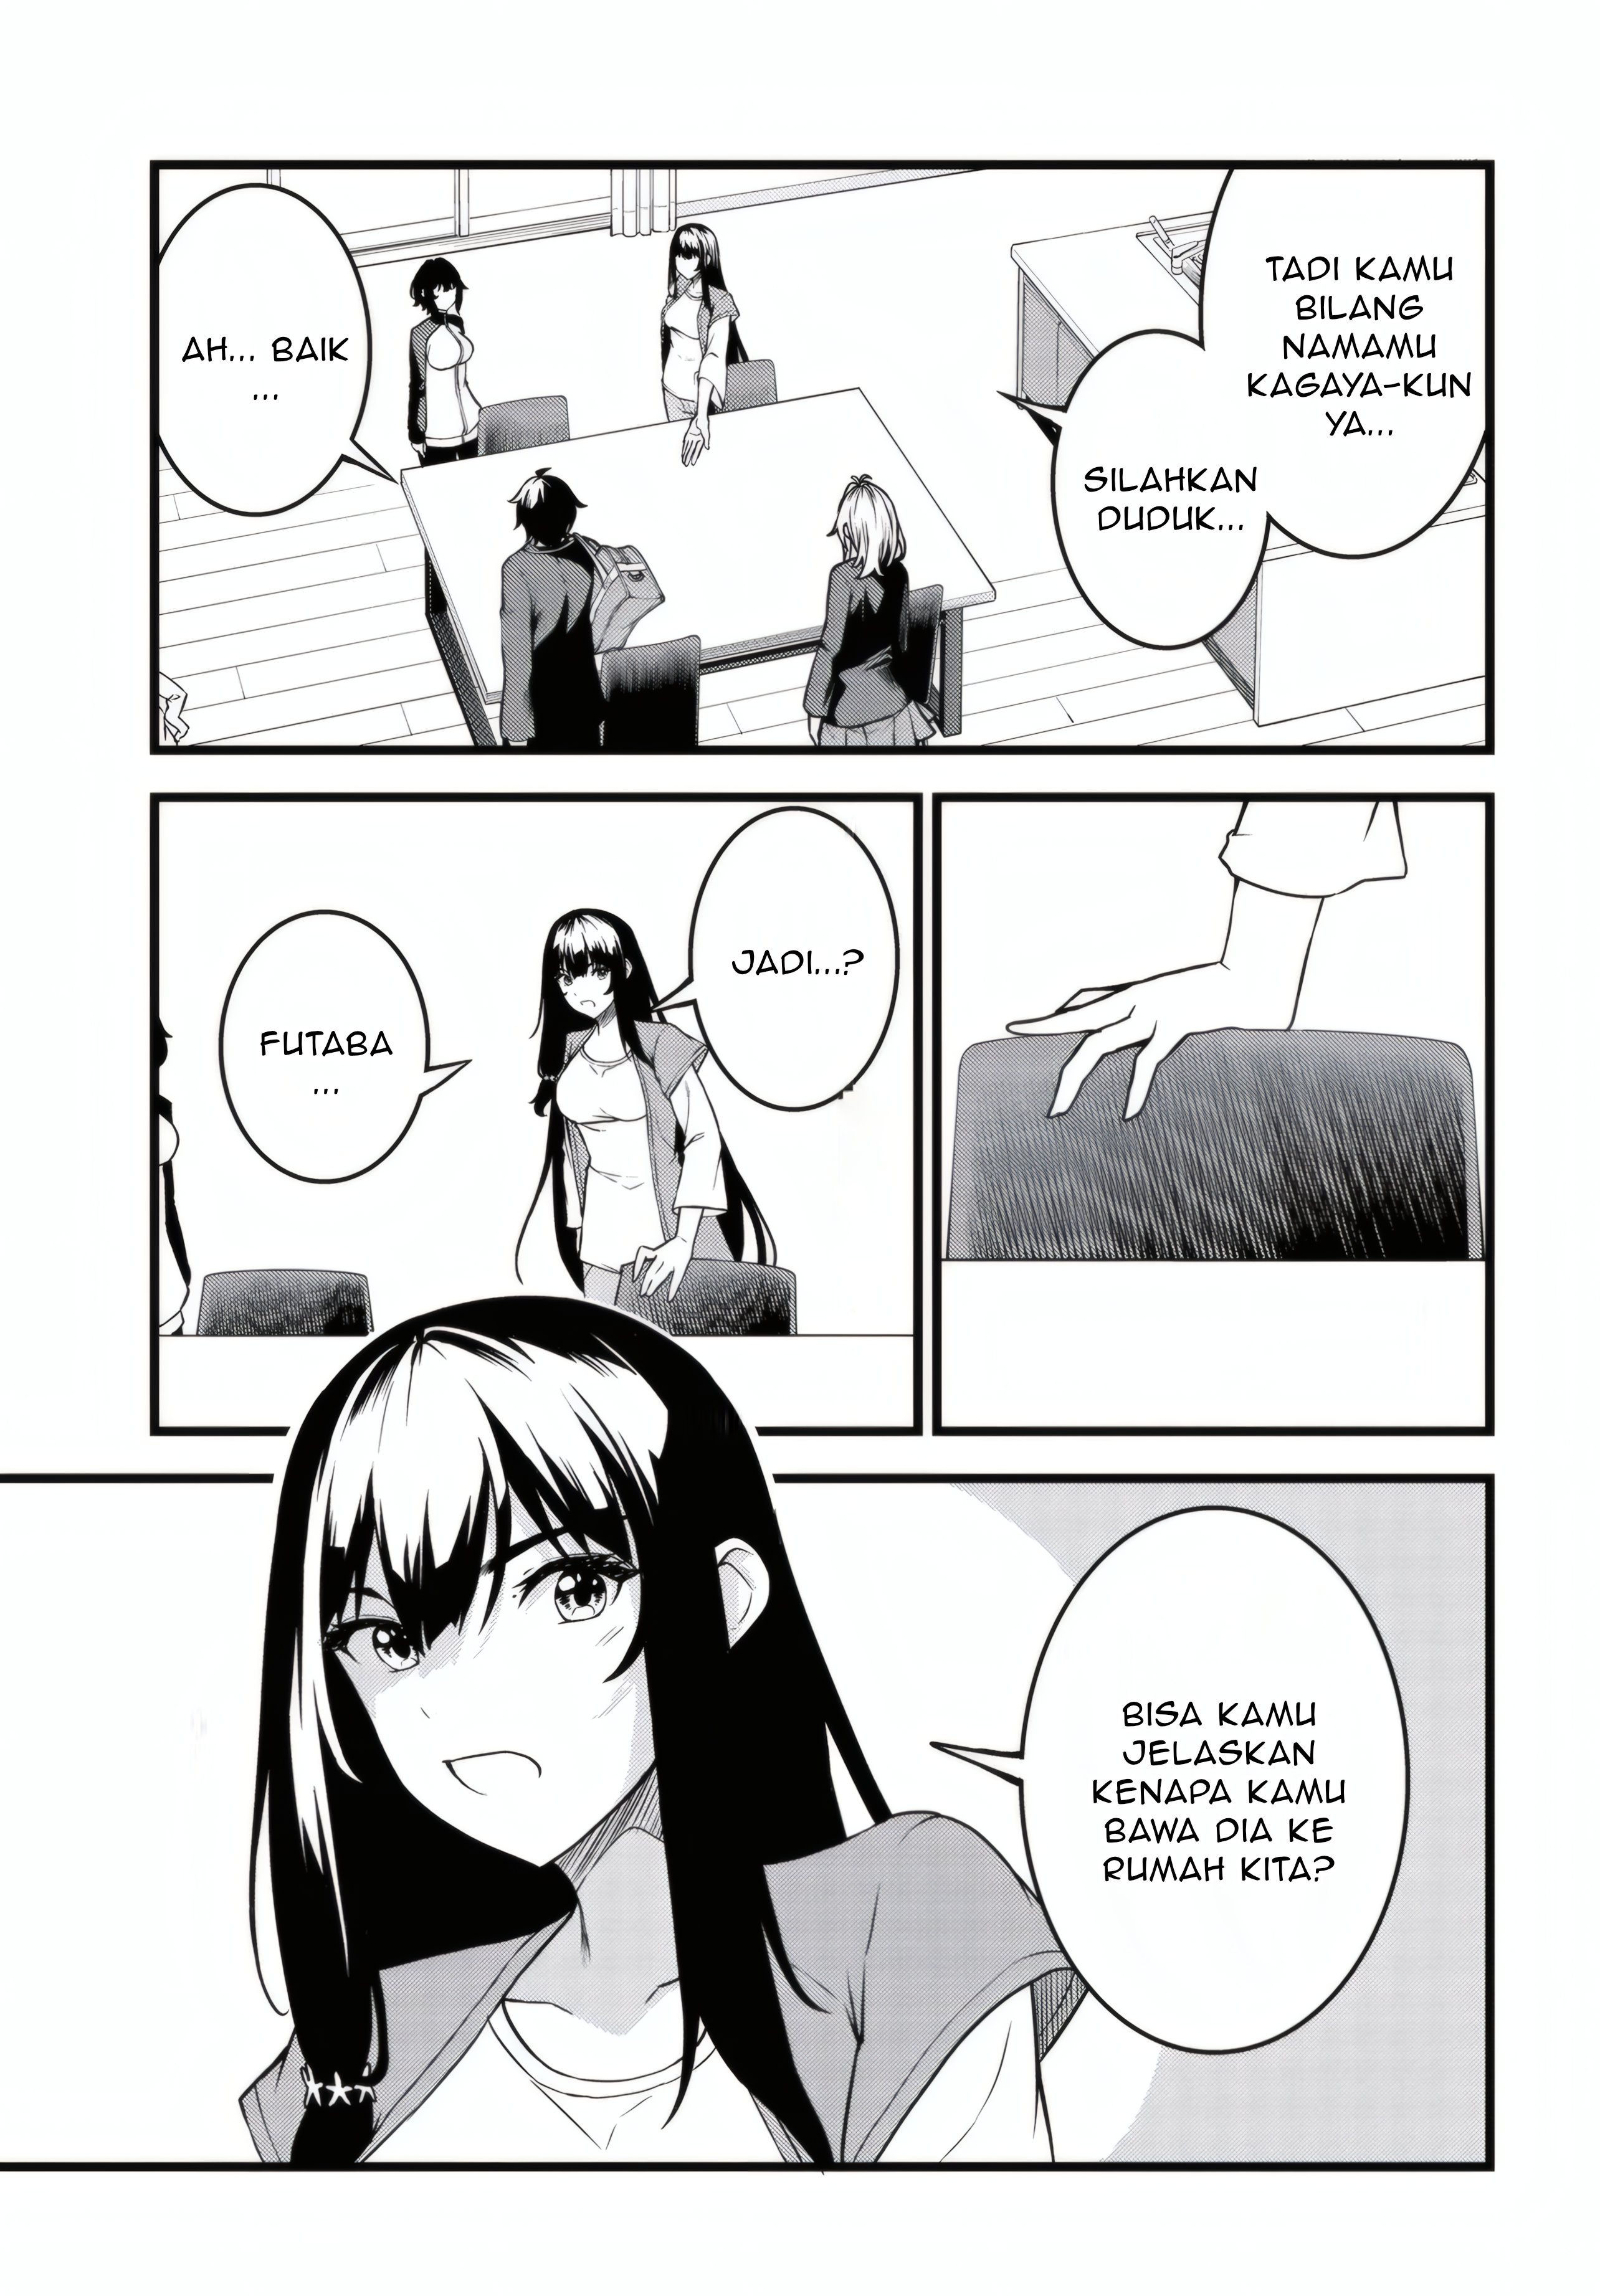 TADI KAMU
BILANG
NAMAMU
KAGAYA-KUN
YA...
SILAHKAN
DUDUK...
AH... BAIK
...
JADI...?
FUTABA
...
BISA KAMU
JELASKAN
KENAPA KAMU
BAWA DIA KE
RUMAH KITA?